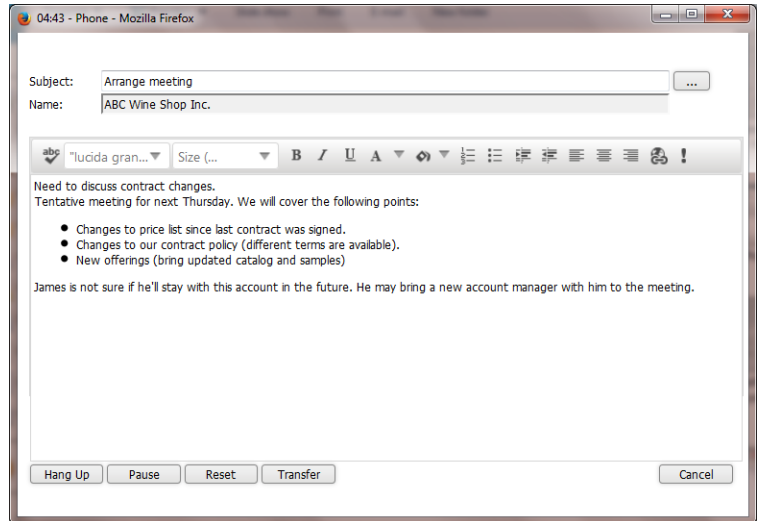 04:43 - Phone - Mozilla Firefox
Subject: Arrange meeting ...
Name: ABC Wine Shop Inc.
abc "lucida gran... Size (... B I U A
Need to discuss contract changes.
Tentative meeting for next Thursday. We will cover the following points:
● Changes to price list since last contract was signed.
● Changes to our contract policy (different terms are available).
● New offerings (bring updated catalog and samples)
James is not sure if he'll stay with this account in the future. He may bring a new account manager with him to the meeting.
Hang Up Pause Reset Transfer Cancel